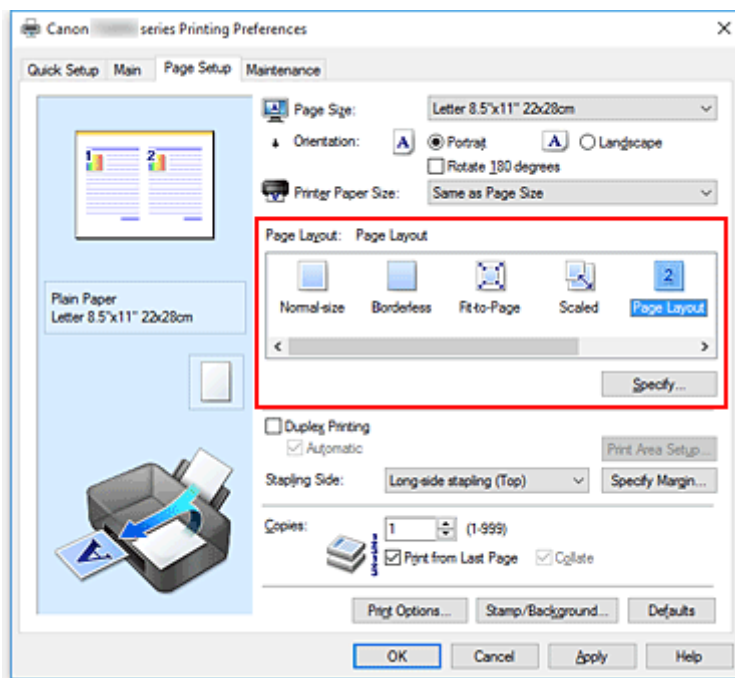 Canon series Printing Preferences
Quick Setup Main Page Setup Maintenance
1 2
Page Size: Letter 8.5"x11" 22x28cm
Orientation: A Portrait A Landscape
Rotate 180 degrees
Printer Paper Size: Same as Page Size
Page Layout: Page Layout
2
Normal-size Borderless Fit-to-Page Scaled Page Layout
Specify...
Plain Paper
Letter 8.5"x11" 22x28cm
Duplex Printing
Automatic
Print Area Setup...
Stapling Side: Long-side stapling (Top) Specify Margin...
Copies: 1 (1-999)
Print from Last Page Collate
A
Print Options... Stamp/Background... Defaults
OK Cancel Apply Help